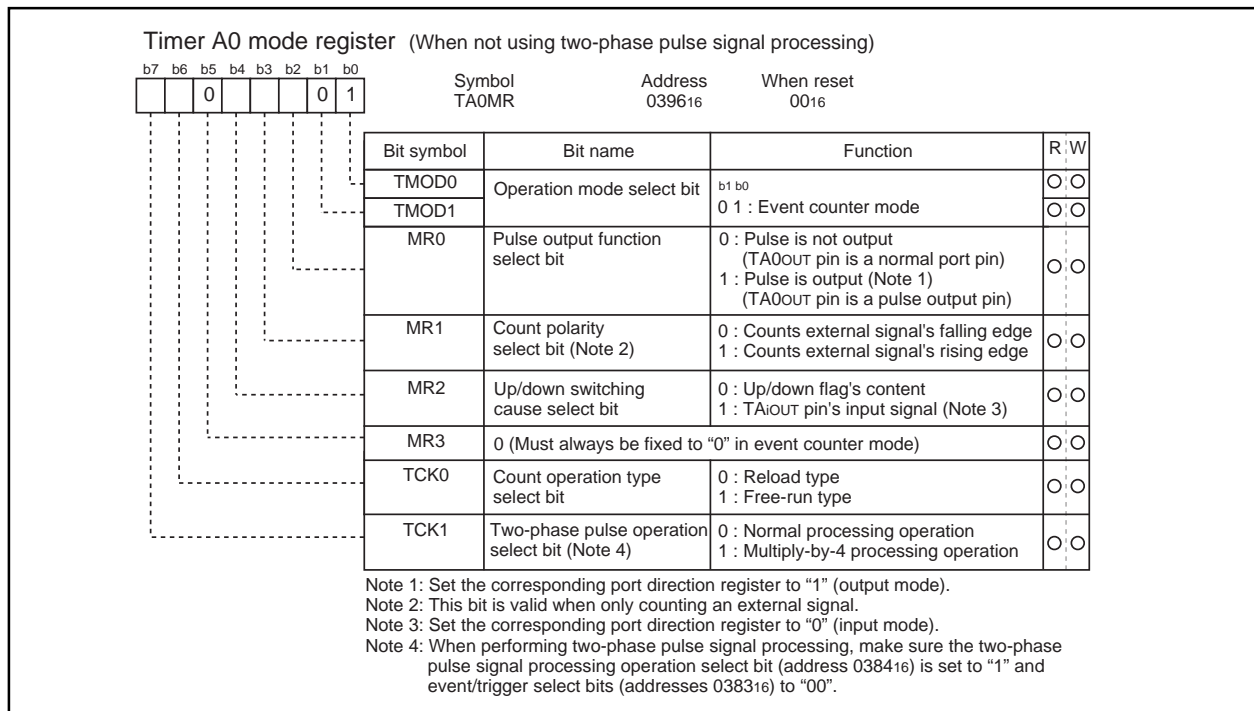 Timer A0 mode register (When not using two-phase pulse signal processing)
b7 b6 b5 b4 b3 b2 b1 b0
0 0 1
Symbol Address When reset
TA0MR 039616 0016
Bit symbol Bit name Function R W
TMOD0 Operation mode select bit b1 b0
TMOD1 0 1 : Event counter mode
MR0 Pulse output function 0 : Pulse is not output
select bit (TA0OUT pin is a normal port pin)
1 : Pulse is output (Note 1)
(TA0OUT pin is a pulse output pin)
MR1 Count polarity 0 : Counts external signal's falling edge
select bit (Note 2) 1 : Counts external signal's rising edge
MR2 Up/down switching 0 : Up/down flag's content
cause select bit 1 : TAiOUT pin's input signal (Note 3)
MR3 0 (Must always be fixed to “0” in event counter mode)
TCK0 Count operation type 0 : Reload type
select bit 1 : Free-run type
TCK1 Two-phase pulse operation 0 : Normal processing operation
select bit (Note 4) 1 : Multiply-by-4 processing operation
Note 1: Set the corresponding port direction register to “1” (output mode).
Note 2: This bit is valid when only counting an external signal.
Note 3: Set the corresponding port direction register to “0” (input mode).
Note 4: When performing two-phase pulse signal processing, make sure the two-phase
pulse signal processing operation select bit (address 038416) is set to “1” and
event/trigger select bits (addresses 038316) to “00”.